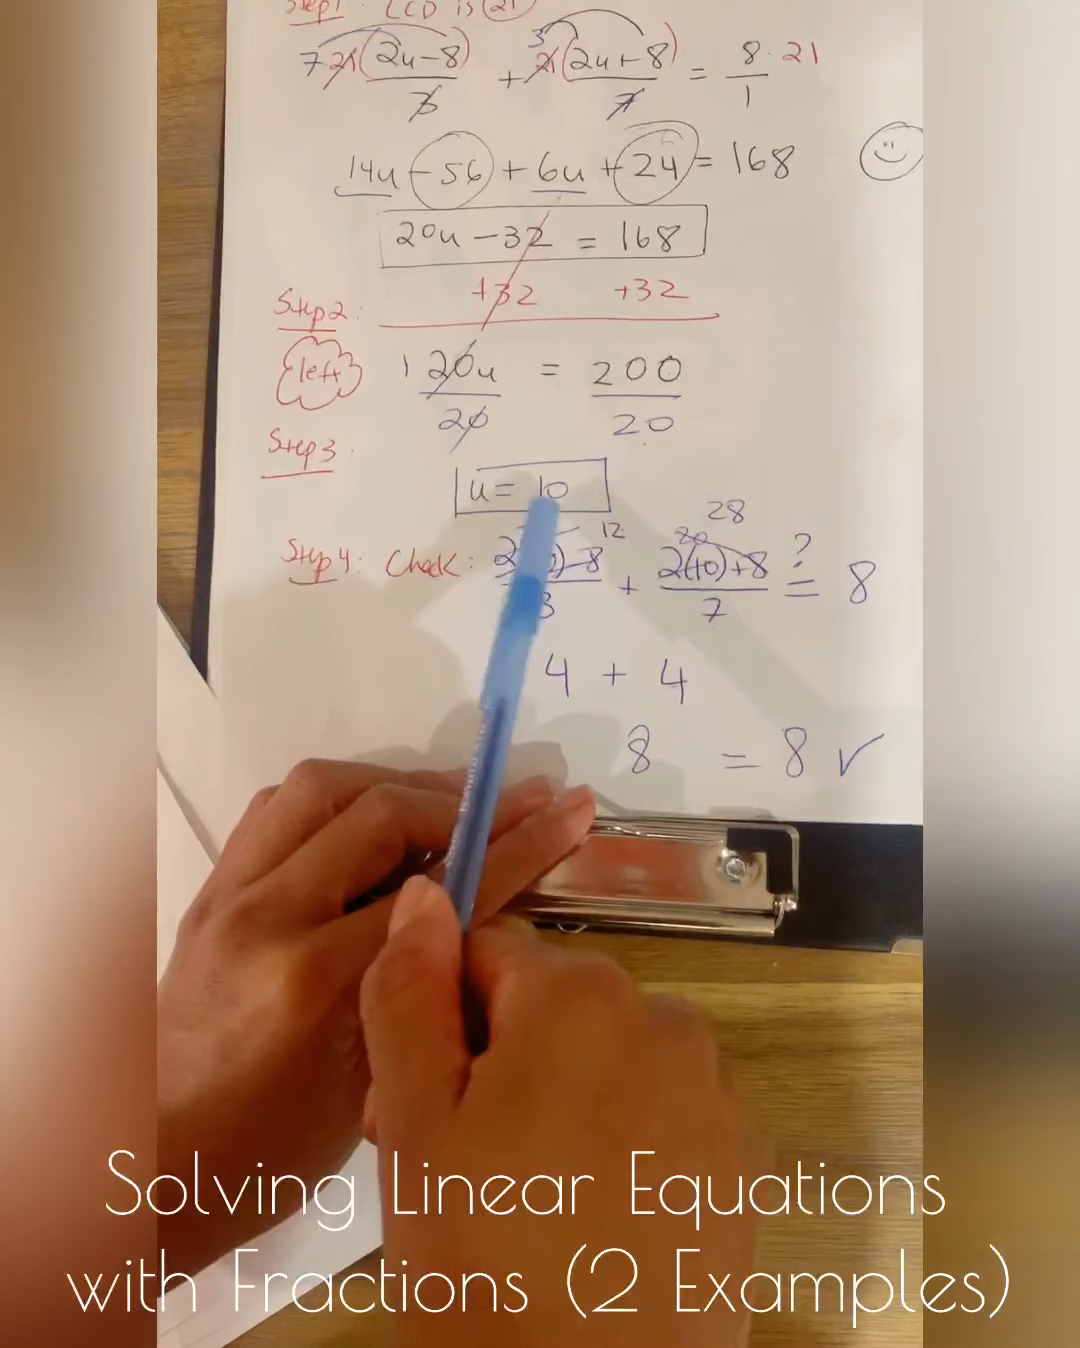 Step1: LCD is 21
7 21(2u-8)/3 + 3 21(2u+8)/7 = 8·21/1
14u-56+6u+24=168
20u-32=168
+32 +32
Step2:
left
1 20u/20 = 200/20
Step3:
u=10
Step4: Check: 2(10)-8/3 12 + 2(10)+8/7 20 28 ?= 8
4 + 4
8 = 8 ✓
Solving Linear Equations
with Fractions (2 Examples)